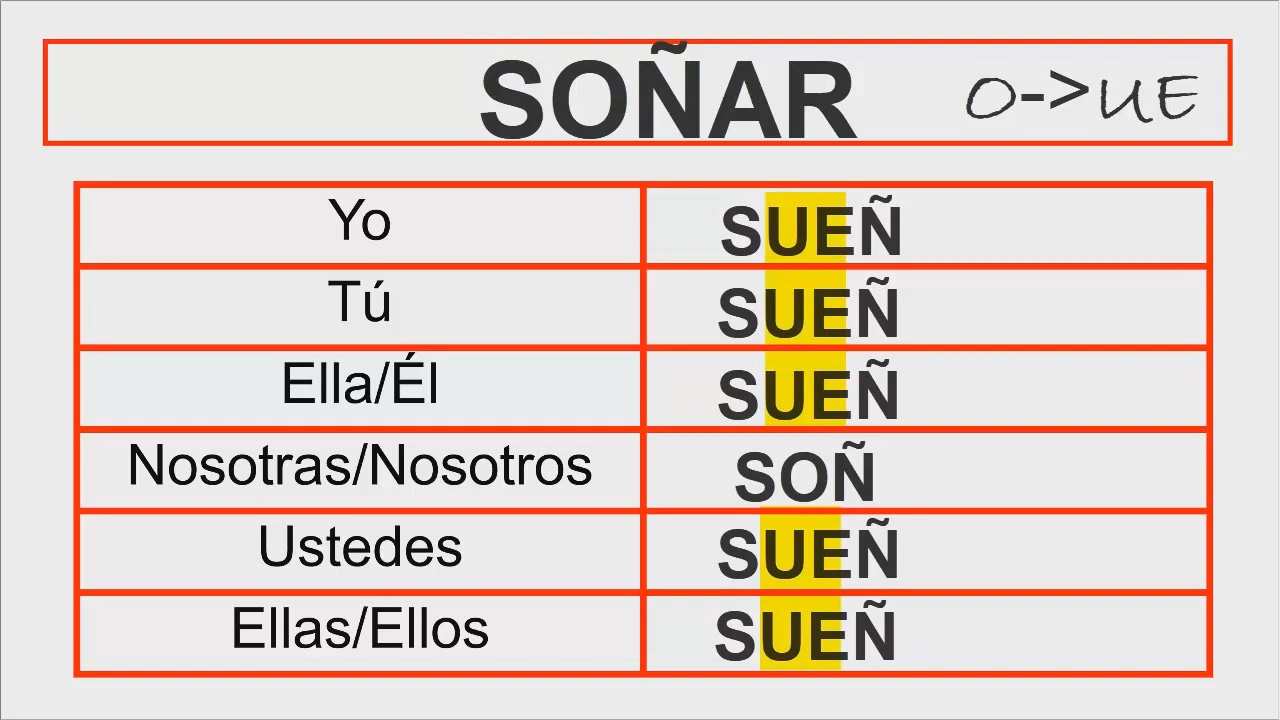 SOÑAR O->UE
Yo SUEÑ
Tú SUEÑ
Ella/Él SUEÑ
Nosotras/Nosotros SOÑ
Ustedes SUEÑ
Ellas/Ellos SUEÑ